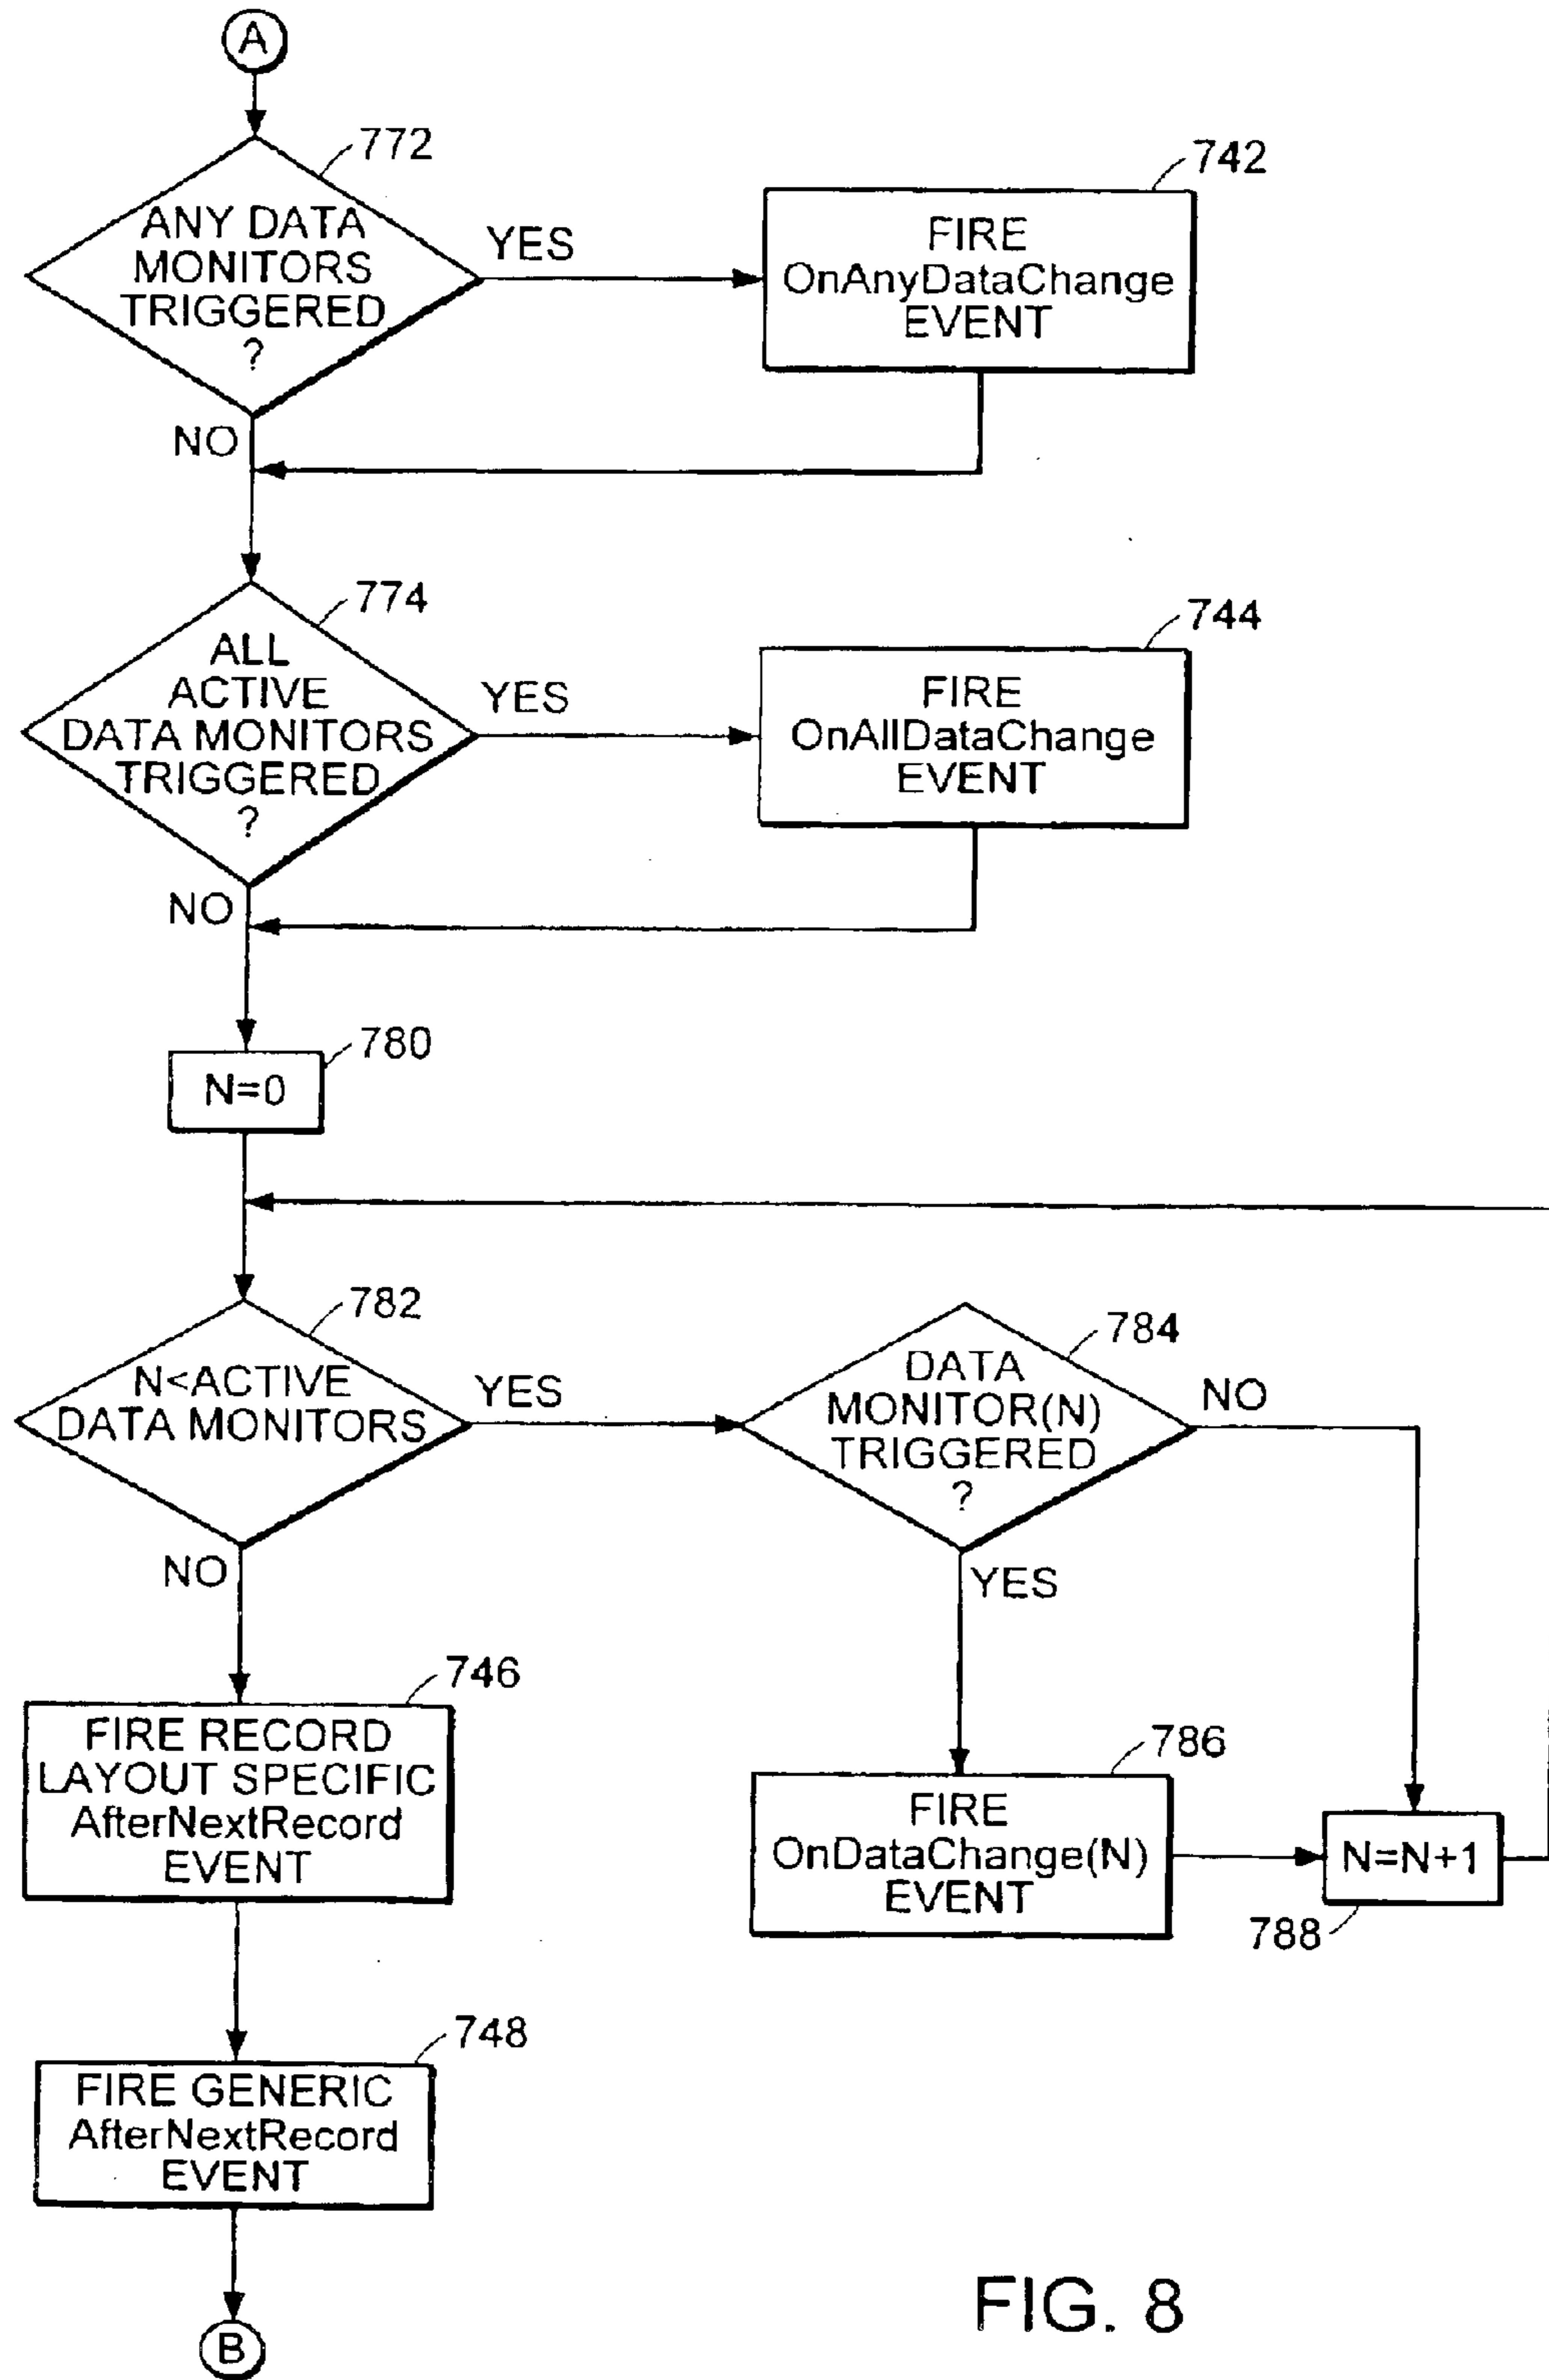 A
772
ANY DATA
MONITORS
TRIGGERED
?
YES
NO
742
FIRE
OnAnyDataChange
EVENT
774
ALL
ACTIVE
DATA MONITORS
TRIGGERED
?
YES
NO
744
FIRE
OnAllDataChange
EVENT
780
N=0
782
N<ACTIVE
DATA MONITORS
YES
NO
784
DATA
MONITOR(N)
TRIGGERED
?
NO
YES
746
FIRE RECORD
LAYOUT SPECIFIC
AfterNextRecord
EVENT
786
FIRE
OnDataChange(N)
EVENT
N=N+1
788
748
FIRE GENERIC
AfterNextRecord
EVENT
B
FIG. 8